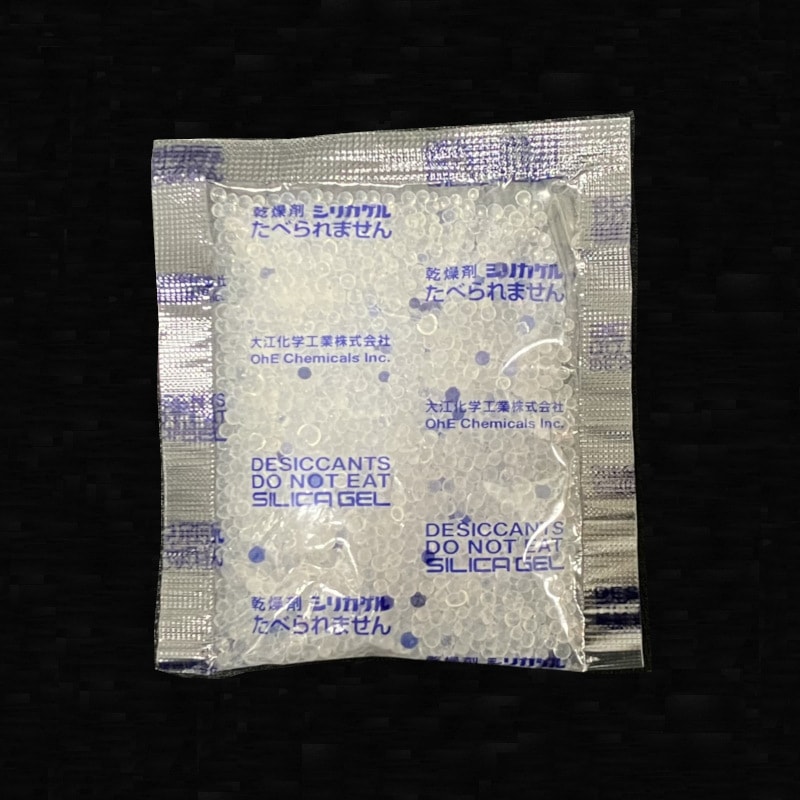 乾燥剤 シリカゲル
たべられません
乾燥剤 シリカゲル
たべられません
大江化学工業株式会社
OhE Chemicals Inc.
大江化学工業株式会社
OhE Chemicals Inc.
DESICCANTS
DO NOT EAT
SILICA GEL
DESICCANTS
DO NOT EAT
SILICA GEL
乾燥剤 シリカゲル
たべられません
乾燥剤 シリカゲル